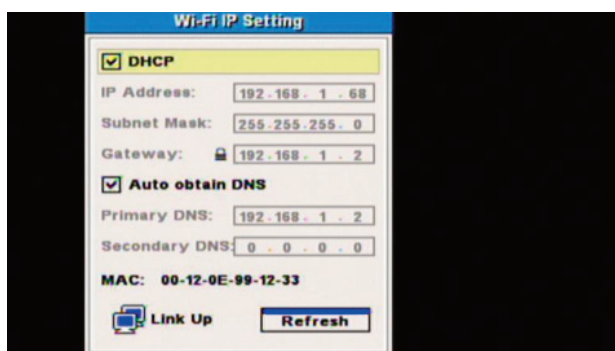 Wi-Fi IP Setting
DHCP
IP Address: 192.168. 1 . 68
Subnet Mask: 255.255.255. 0
Gateway: 192.168. 1 . 2
Auto obtain DNS
Primary DNS: 192.168. 1 . 2
Secondary DNS: 0 . 0 . 0 . 0
MAC: 00-12-0E-99-12-33
Link Up Refresh